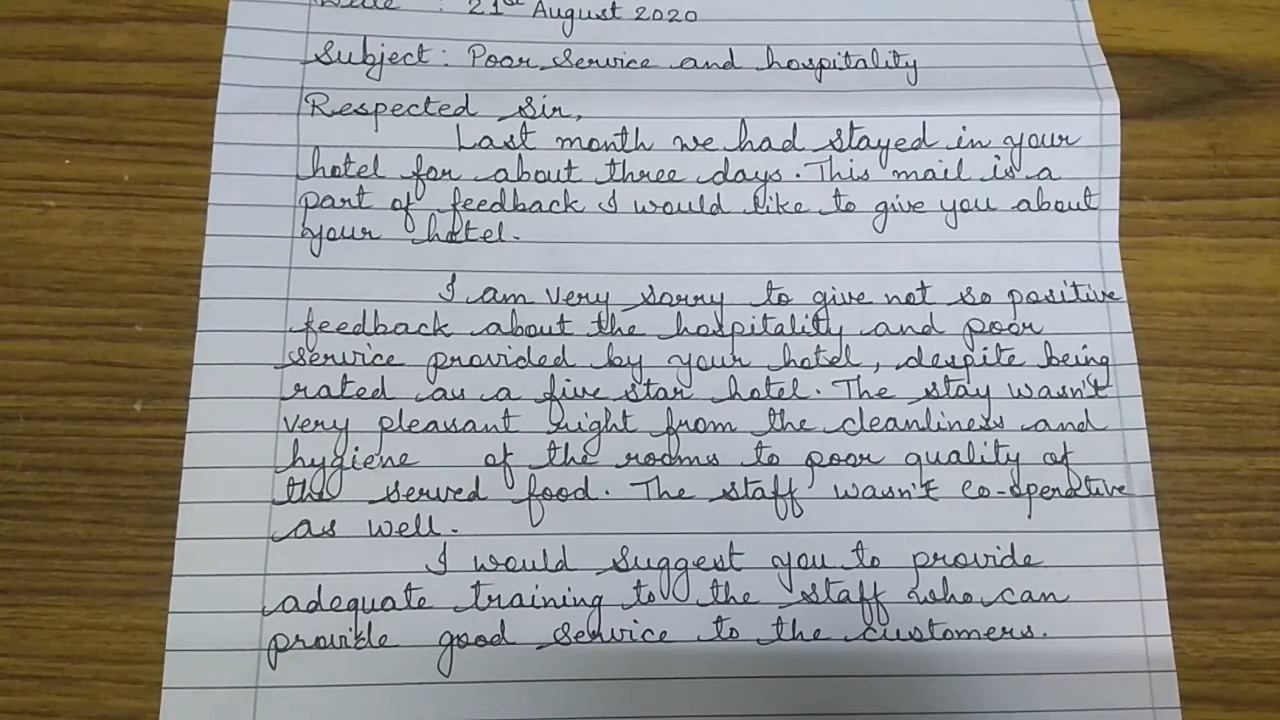 Date : 21st August 2020
Subject : Poor service and hospitality
Respected Sir,
Last month we had stayed in your
hotel for about three days. This mail is a
part of feedback I would like to give you about
your hotel.
I am very sorry to give not so positive
feedback about the hospitality and poor
service provided by your hotel, despite being
rated as a five star hotel. The stay wasn't
very pleasant right from the cleanliness and
hygiene of the rooms to poor quality of
the served food. The staff wasn't co-operative
as well.
I would suggest you to provide
adequate training to the staff who can
provide good service to the customers.